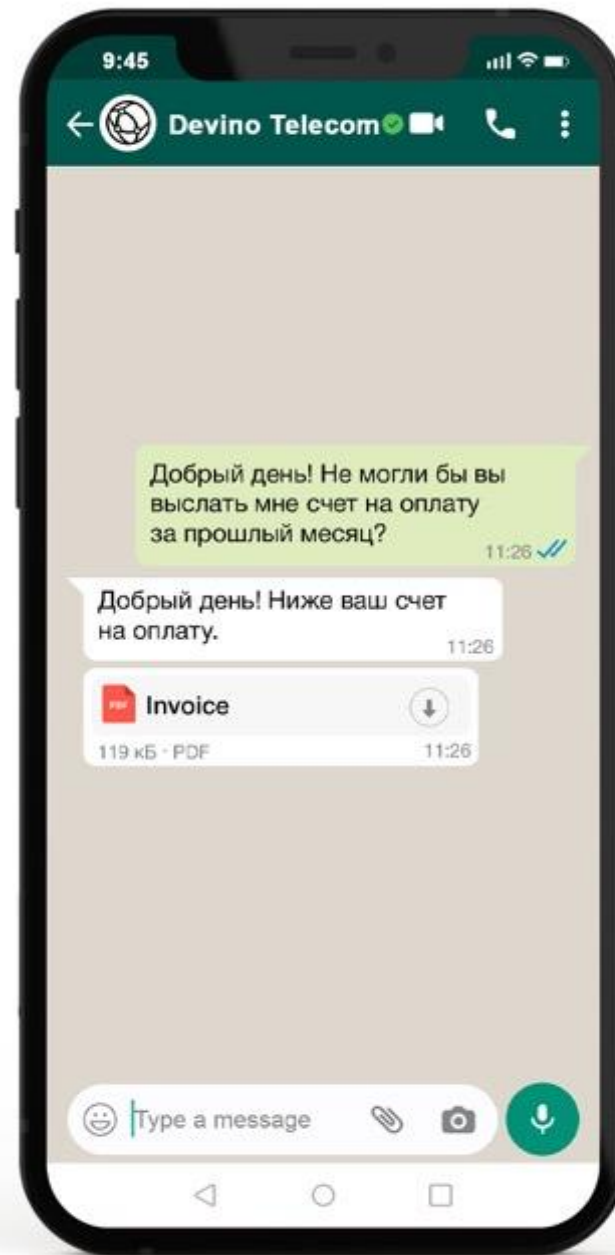 9:45
Devino Telecom
Добрый день! Не могли бы вы
выслать мне счет на оплату
за прошлый месяц?
11:26
Добрый день! Ниже ваш счет
на оплату.
11:26
PDF Invoice
119 кБ · PDF 11:26
Type a message